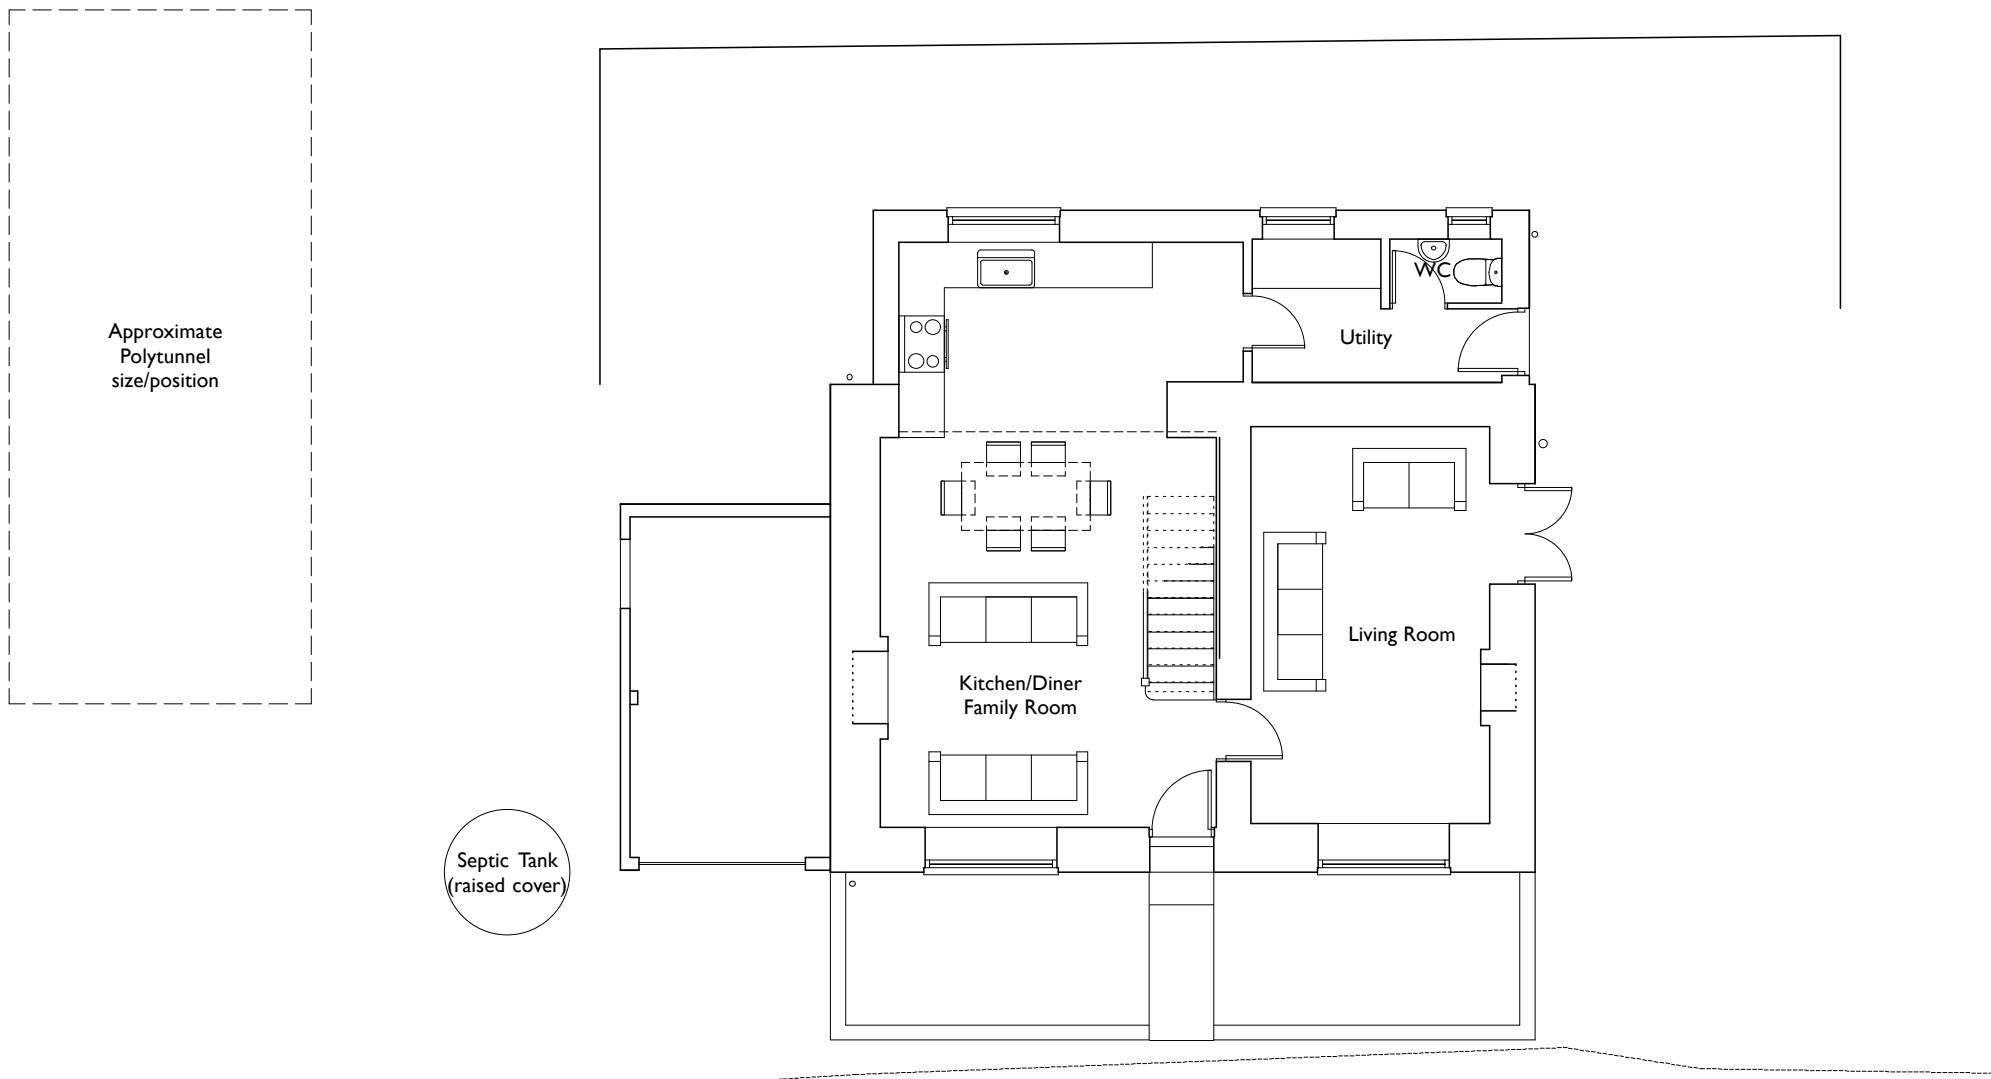 Approximate
Polytunnel
size/position
WC
Utility
Living Room
Kitchen/Diner
Family Room
Septic Tank
(raised cover)